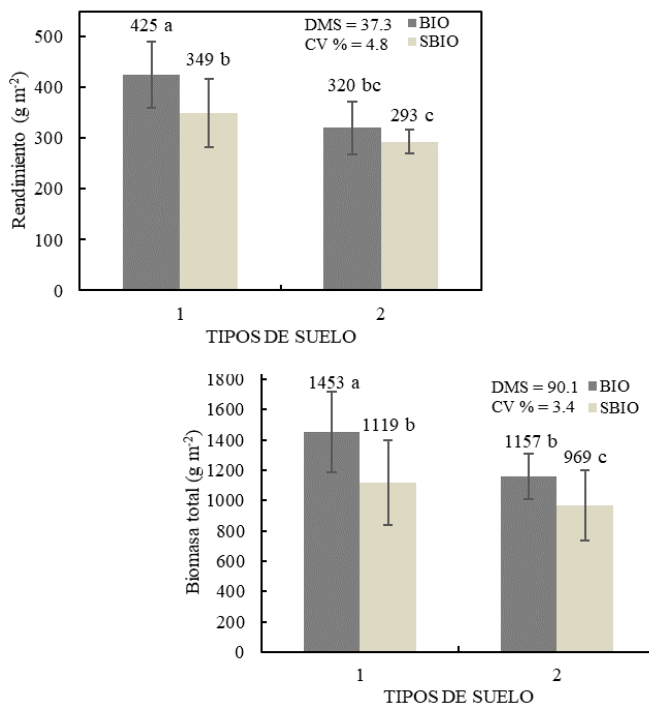 425 a
DMS = 37.3
BIO
CV % = 4.8
SBIO
349 b
320 bc
293 c
500
400
300
200
100
0
Rendimiento (g m-2)
1
2
TIPOS DE SUELO
1453 a
DMS = 90.1
BIO
CV % = 3.4
SBIO
1119 b
1157 b
969 c
1800
1600
1400
1200
1000
800
600
400
200
0
Biomasa total (g m-2)
1
2
TIPOS DE SUELO